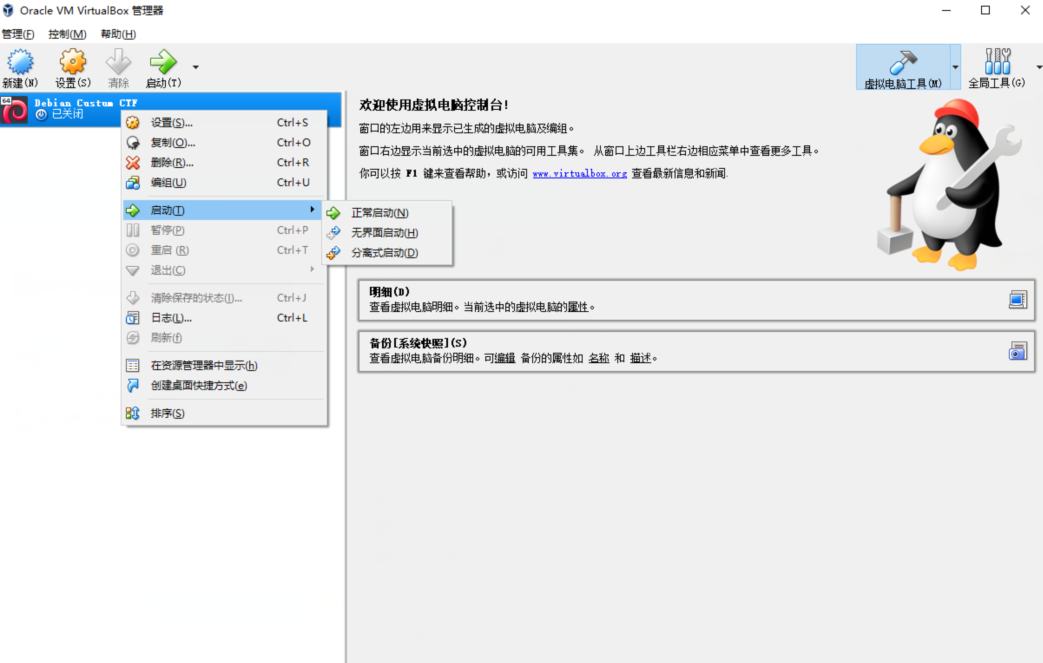 Oracle VM VirtualBox 管理器
管理(F) 控制(M) 帮助(H)
新建(N) 设置(S) 清除 启动(T) 虚拟电脑工具(M) 全局工具(G)
64
Debian Custum CTF
已关闭
设置(S)... Ctrl+S
复制(O)... Ctrl+O
删除(R)... Ctrl+R
编组(U) Ctrl+U
启动(T)
暂停(P) Ctrl+P
重启 (R) Ctrl+T
退出(C)
清除保存的状态(I)... Ctrl+J
日志(L)... Ctrl+L
刷新(f)
在资源管理器中显示(h)
创建桌面快捷方式(e)
排序(S)
正常启动(N)
无界面启动(H)
分离式启动(D)
欢迎使用虚拟电脑控制台!
窗口的左边用来显示已生成的虚拟电脑及编组。
窗口右边显示当前选中的虚拟电脑的可用工具集。 从窗口上边工具栏右边相应菜单中查看更多工具。
你可以按 F1 键来查看帮助，或访问 www.virtualbox.org 查看最新信息和新闻.
明细(D)
查看虚拟电脑明细。当前选中的虚拟电脑的属性。
备份[系统快照](S)
查看虚拟电脑备份明细。可编辑 备份的属性如 名称 和 描述。